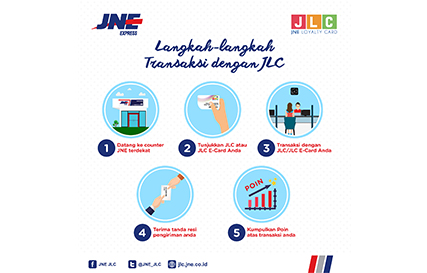 JNE
EXPRESS
JLC
JNE LOYALTY CARD
Langkah-langkah
Transaksi dengan JLC
1 Datang ke counter
JNE terdekat
2 Tunjukkan JLC atau
JLC E-Card Anda
3 Transaksi dengan
JLC/JLC E-Card Anda
4 Terima tanda resi
pengiriman anda
POIN
5 Kumpulkan Poin
atas transaksi anda
JNE JLC
@JNE_JLC
jlc.jne.co.id